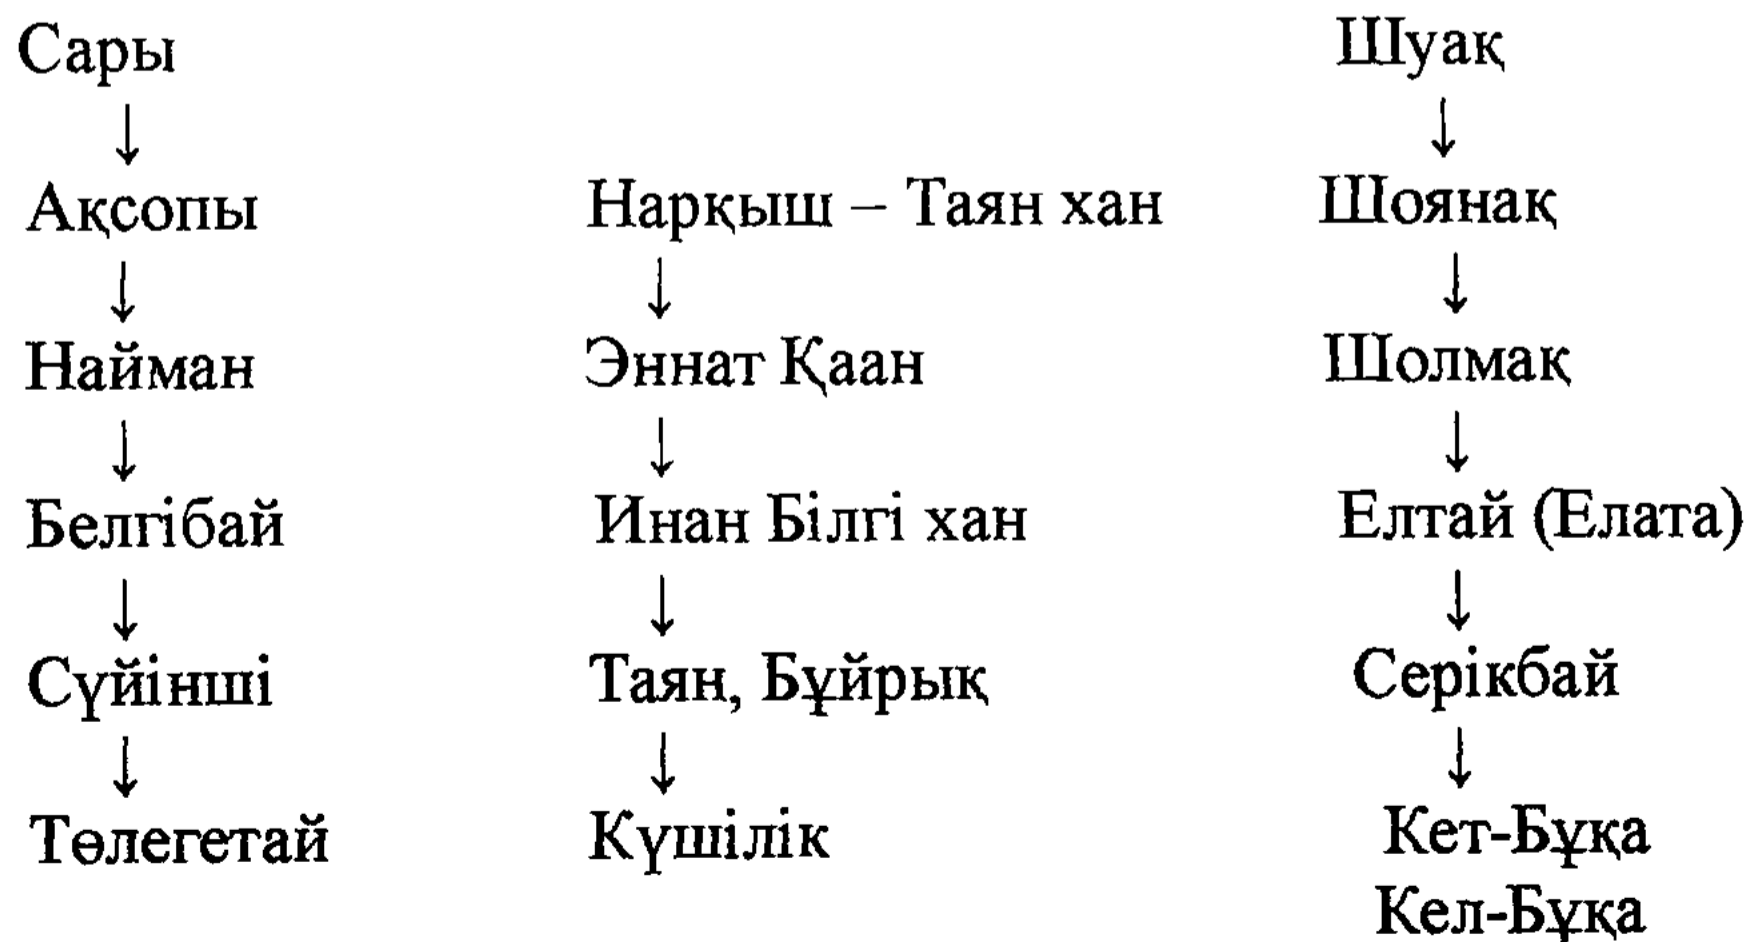 Сары
↓
Ақсопы
↓
Найман
↓
Белгібай
↓
Сүйінші
↓
Төлегетай
Нарқыш – Таян хан
↓
Эннат Қаан
↓
Инан Білгі хан
↓
Таян, Бұйрық
↓
Күшілік
Шуақ
↓
Шоянақ
↓
Шолмақ
↓
Елтай (Елата)
↓
Серікбай
↓
Кет-Бұқа
Кел-Бұқа